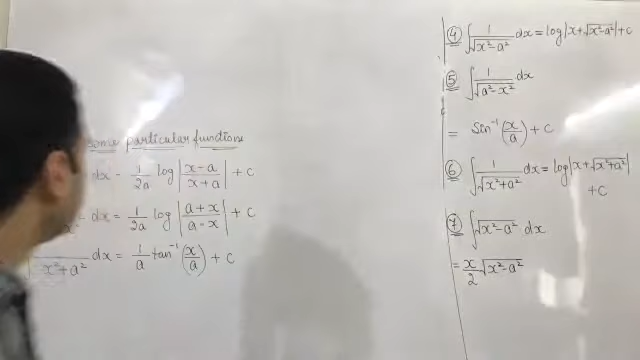 some particular functions
dx = 1/2a log |x-a/x+a| + c
dx = 1/2a log |a+x/a-x| + c
x²+a² dx = 1/a tan⁻¹ (x/a) + c
④ ∫ 1/√x²-a² dx = log|x+√x²-a²| + c
⑤ ∫ 1/√a²-x² dx
= Sin⁻¹ (x/a) + c
⑥ ∫ 1/√x²+a² dx = log|x+√x²+a²|
+ c
⑦ ∫ √x²-a² dx
= x/2 √x²-a²